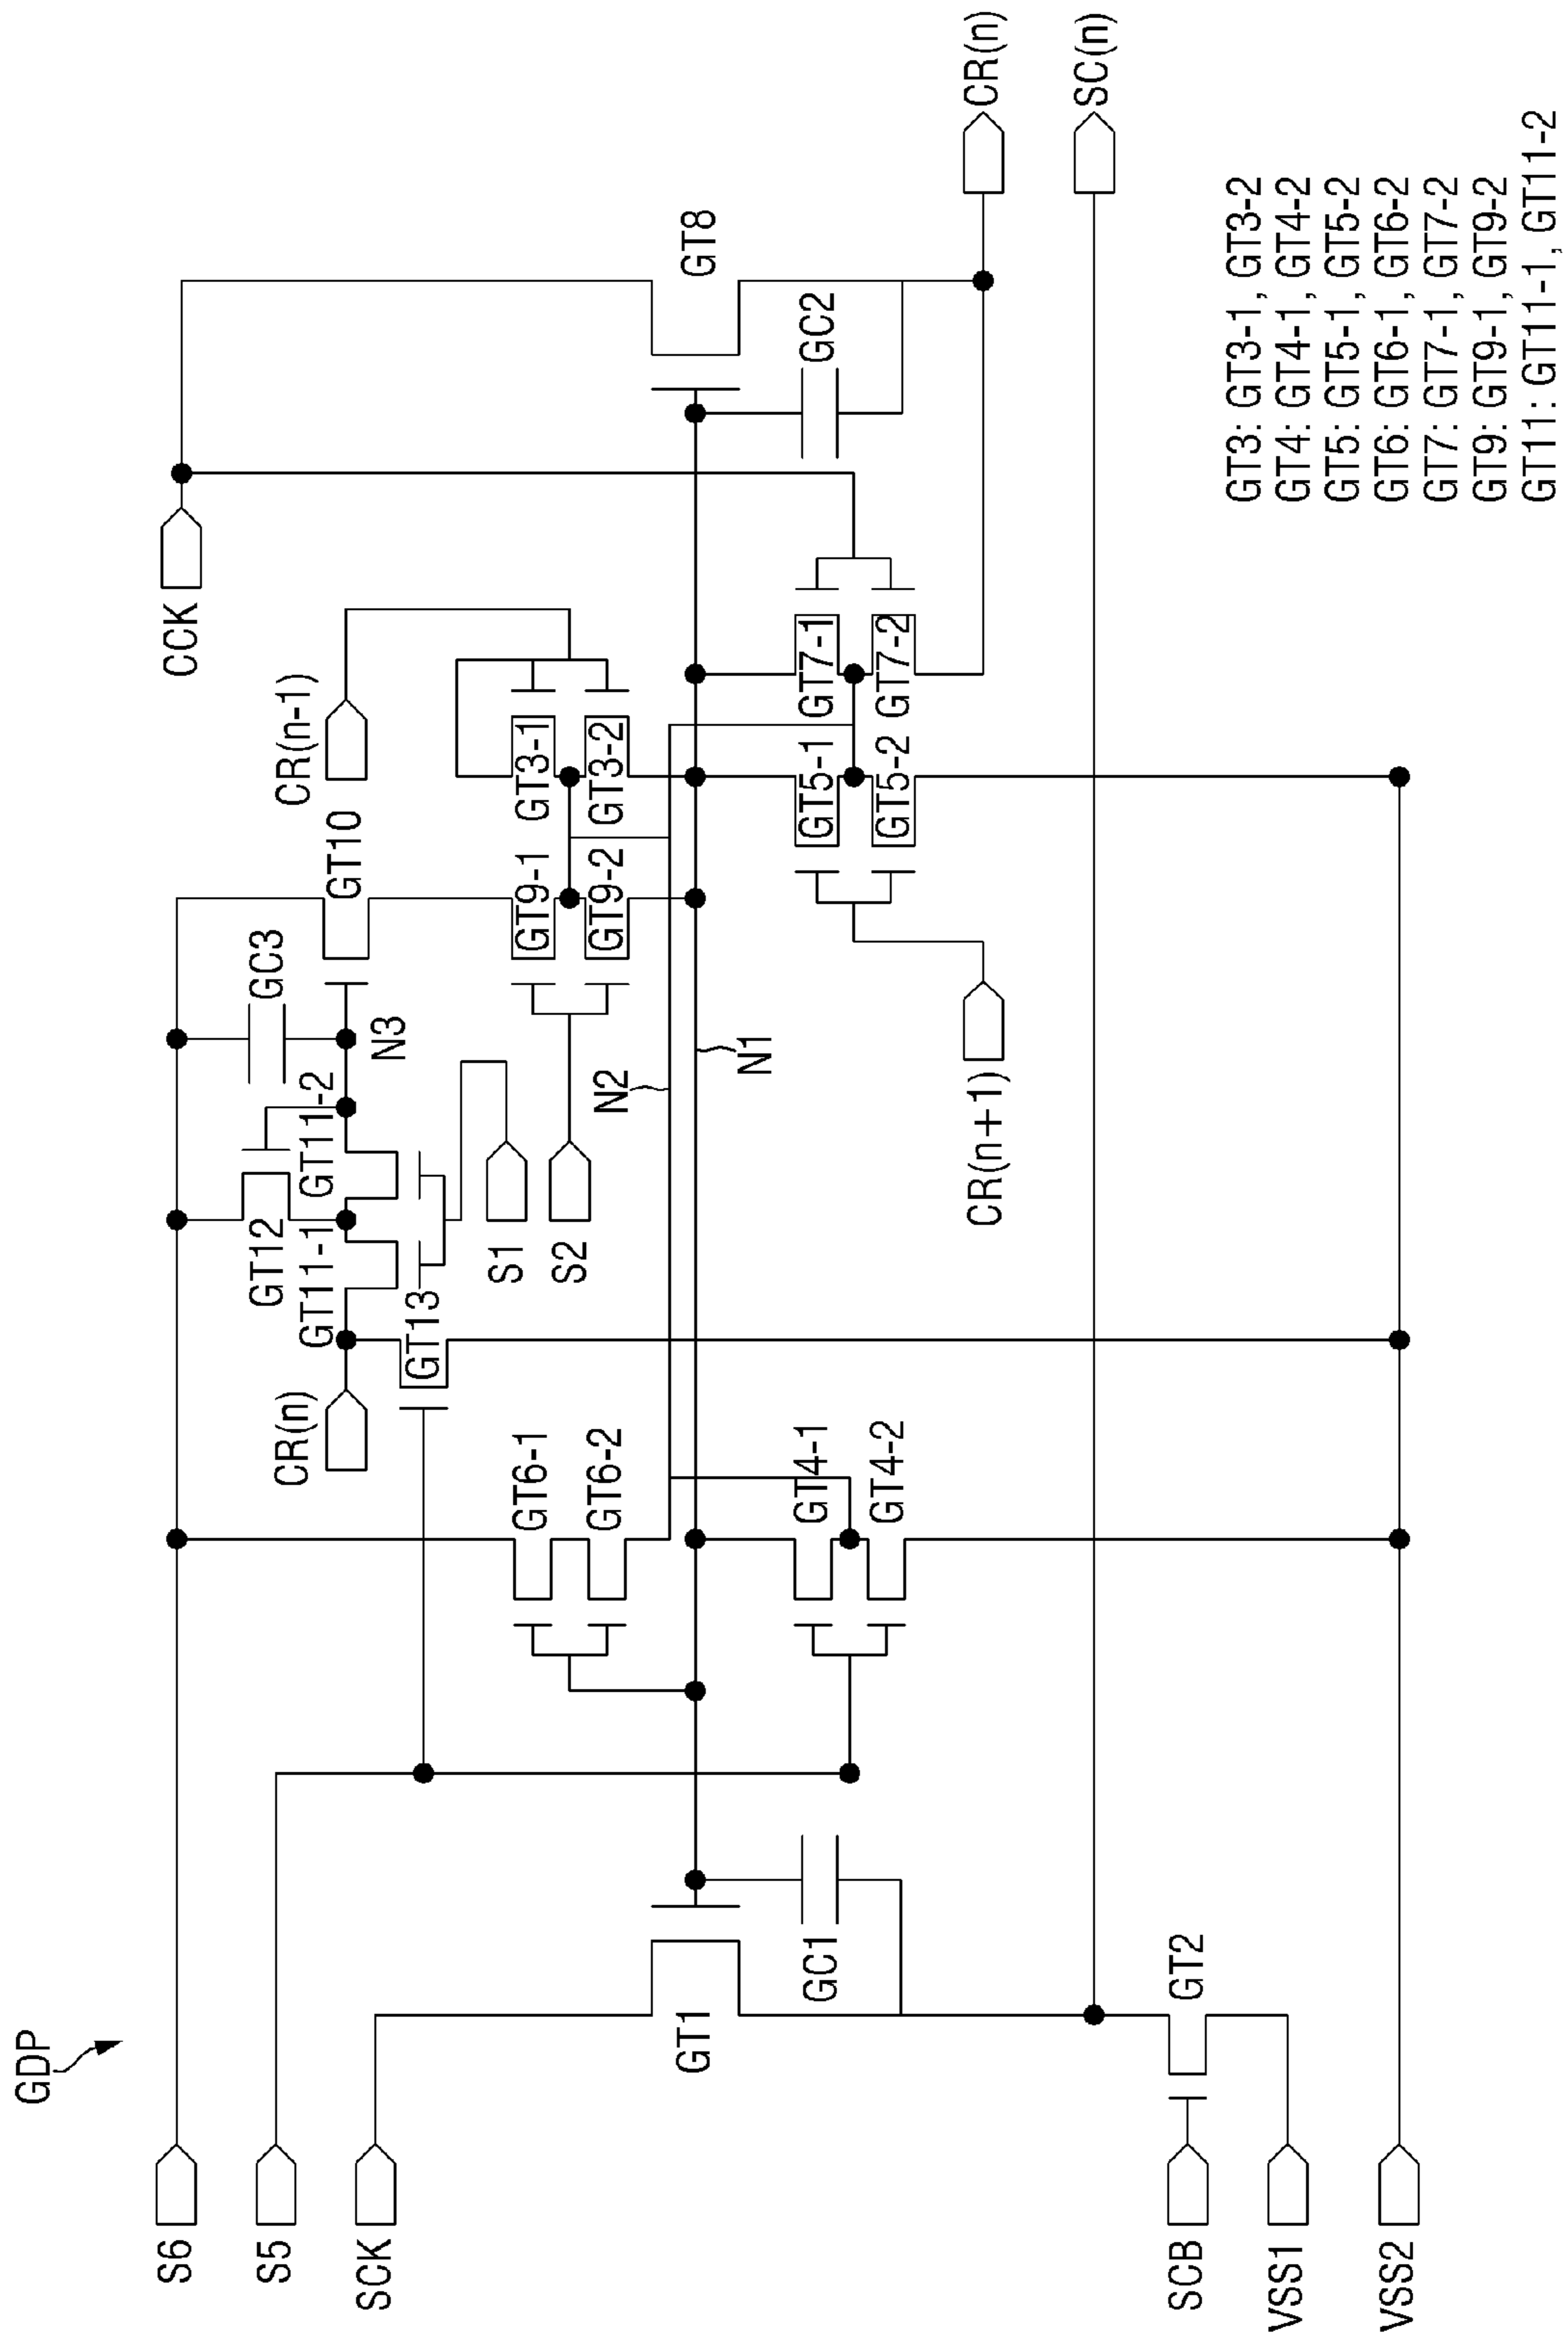 GDP
S6
S5
SCK
SCB
VSS1
VSS2
GT1
GC1
GT2
GT6-1
GT6-2
GT4-1
GT4-2
CR(n)
GT13
GT11-1
GT12
GT11-2
S1
S2
N3
GC3
GT10
N2
N1
CR(n+1)
GT9-1
GT9-2
CR(n-1)
GT3-1
GT3-2
GT5-1
GT5-2
GT7-1
GT7-2
CCK
GC2
GT8
CR(n)
SC(n)
GT3: GT3-1, GT3-2
GT4: GT4-1, GT4-2
GT5: GT5-1, GT5-2
GT6: GT6-1, GT6-2
GT7: GT7-1, GT7-2
GT9: GT9-1, GT9-2
GT11: GT11-1, GT11-2